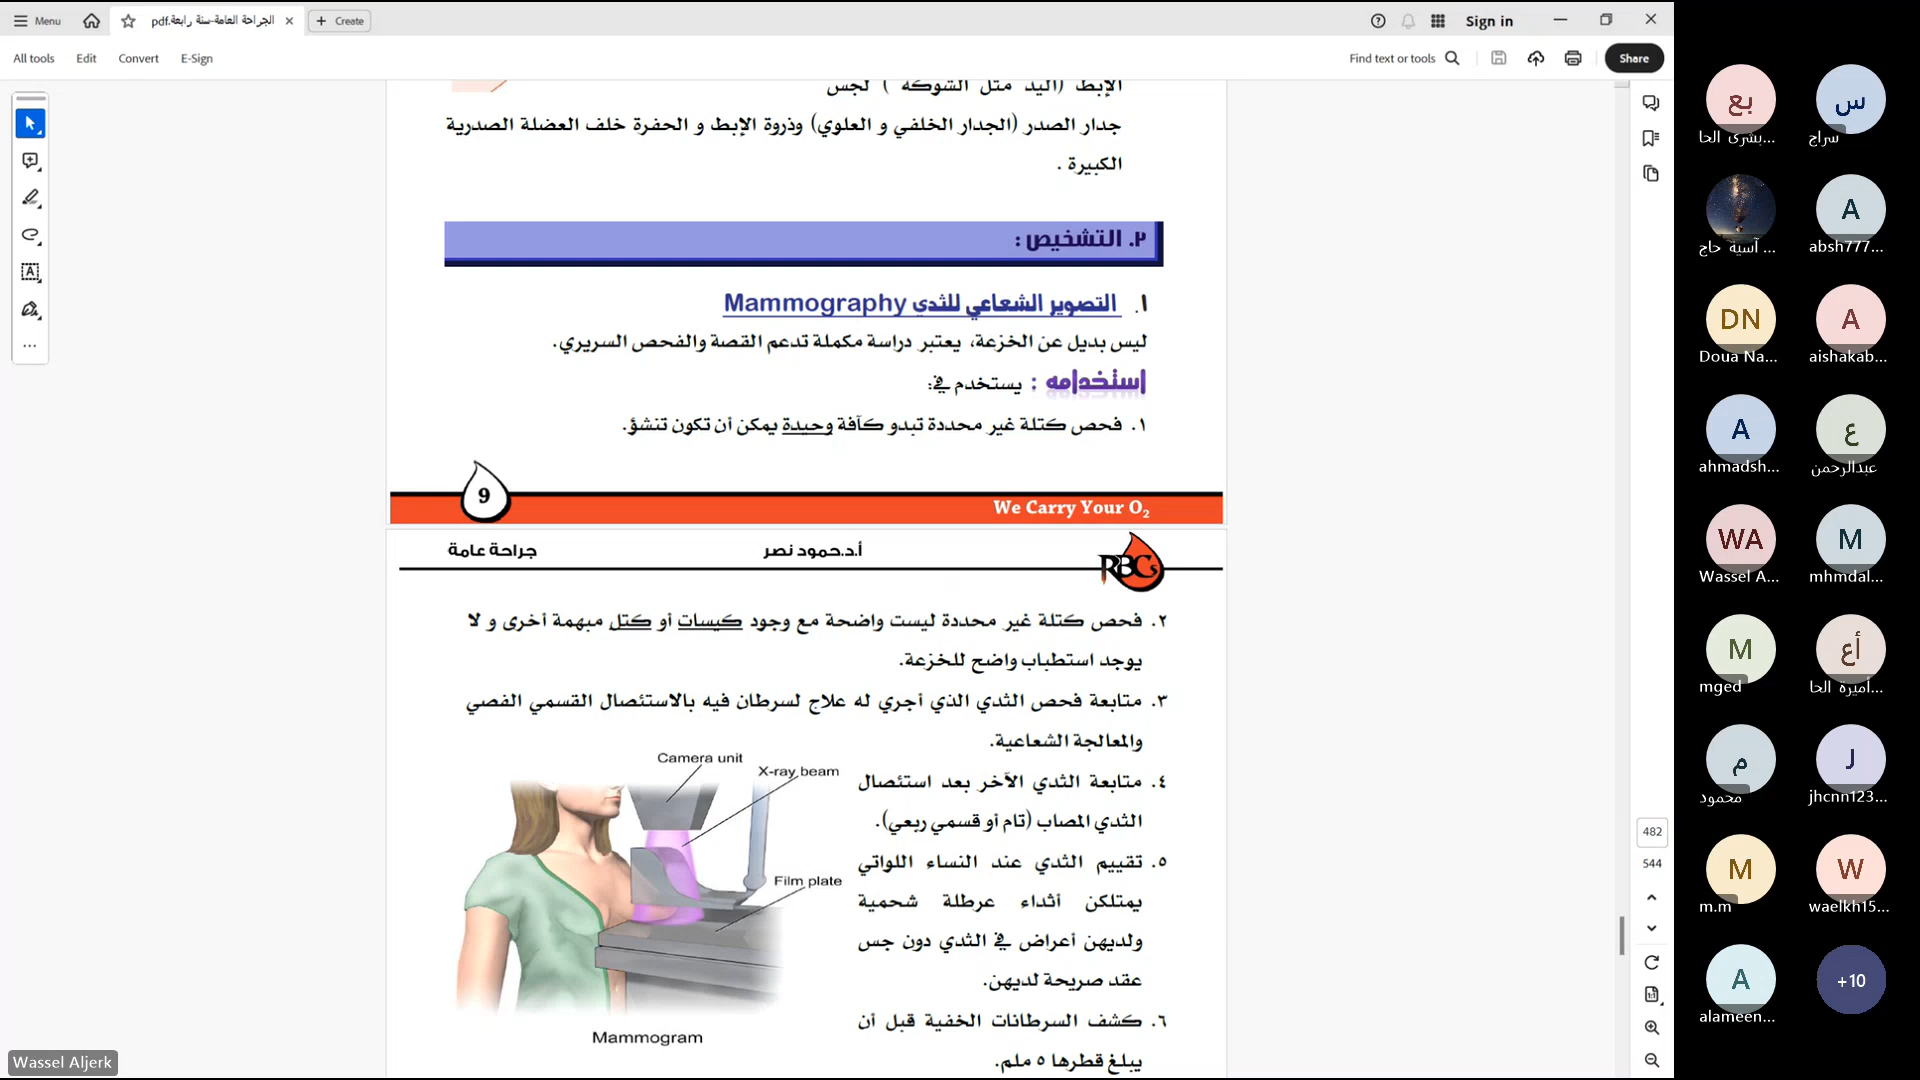 Menu
الجراحة العامة-سنة رابعة.pdf
Create
Sign in
All tools
Edit
Convert
E-Sign
Find text or tools
Share
الإبط (اليد مثل الشوكة ) لجس
جدار الصدر (الجدار الخلفي و العلوي) وذروة الإبط و الحفرة خلف العضلة الصدرية
الكبيرة .
٢. التشخيص :
١. التصوير الشعاعي للثدي Mammography
ليس بديل عن الخزعة، يعتبر دراسة مكملة تدعم القصة والفحص السريري.
إستخدامه : يستخدم في:
١. فحص كتلة غير محددة تبدو كآفة وحيدة يمكن أن تكون تنشؤ.
9
We Carry Your O₂
جراحة عامة
أ.د.حمود نصر
RBCs
٢. فحص كتلة غير محددة ليست واضحة مع وجود كيسات أو كتل مبهمة أخرى و لا
يوجد استطباب واضح للخزعة.
٣. متابعة فحص الثدي الذي أجري له علاج لسرطان فيه بالاستئصال القسمي الفصي
والمعالجة الشعاعية.
٤. متابعة الثدي الآخر بعد استئصال
الثدي المصاب (تام أو قسمي ربعي).
٥. تقييم الثدي عند النساء اللواتي
يمتلكن أثداء عرطلة شحمية
ولديهن أعراض في الثدي دون جس
عقد صريحة لديهن.
٦. كشف السرطانات الخفية قبل أن
يبلغ قطرها ٥ ملم.
Camera unit
X-ray beam
Film plate
Mammogram
482
544
Wassel Aljerk
بع
بشرى الحا...
س
سراج
آسية حاج ...
A
absh777...
DN
Doua Na...
A
aishakab...
A
ahmadsh...
ع
عبدالرحمن
WA
Wassel A...
M
mhmdal...
M
mged
أع
أميرة الحا...
م
محمود
J
jhcnn123...
M
m.m
W
waelkh15...
A
alameen...
+10